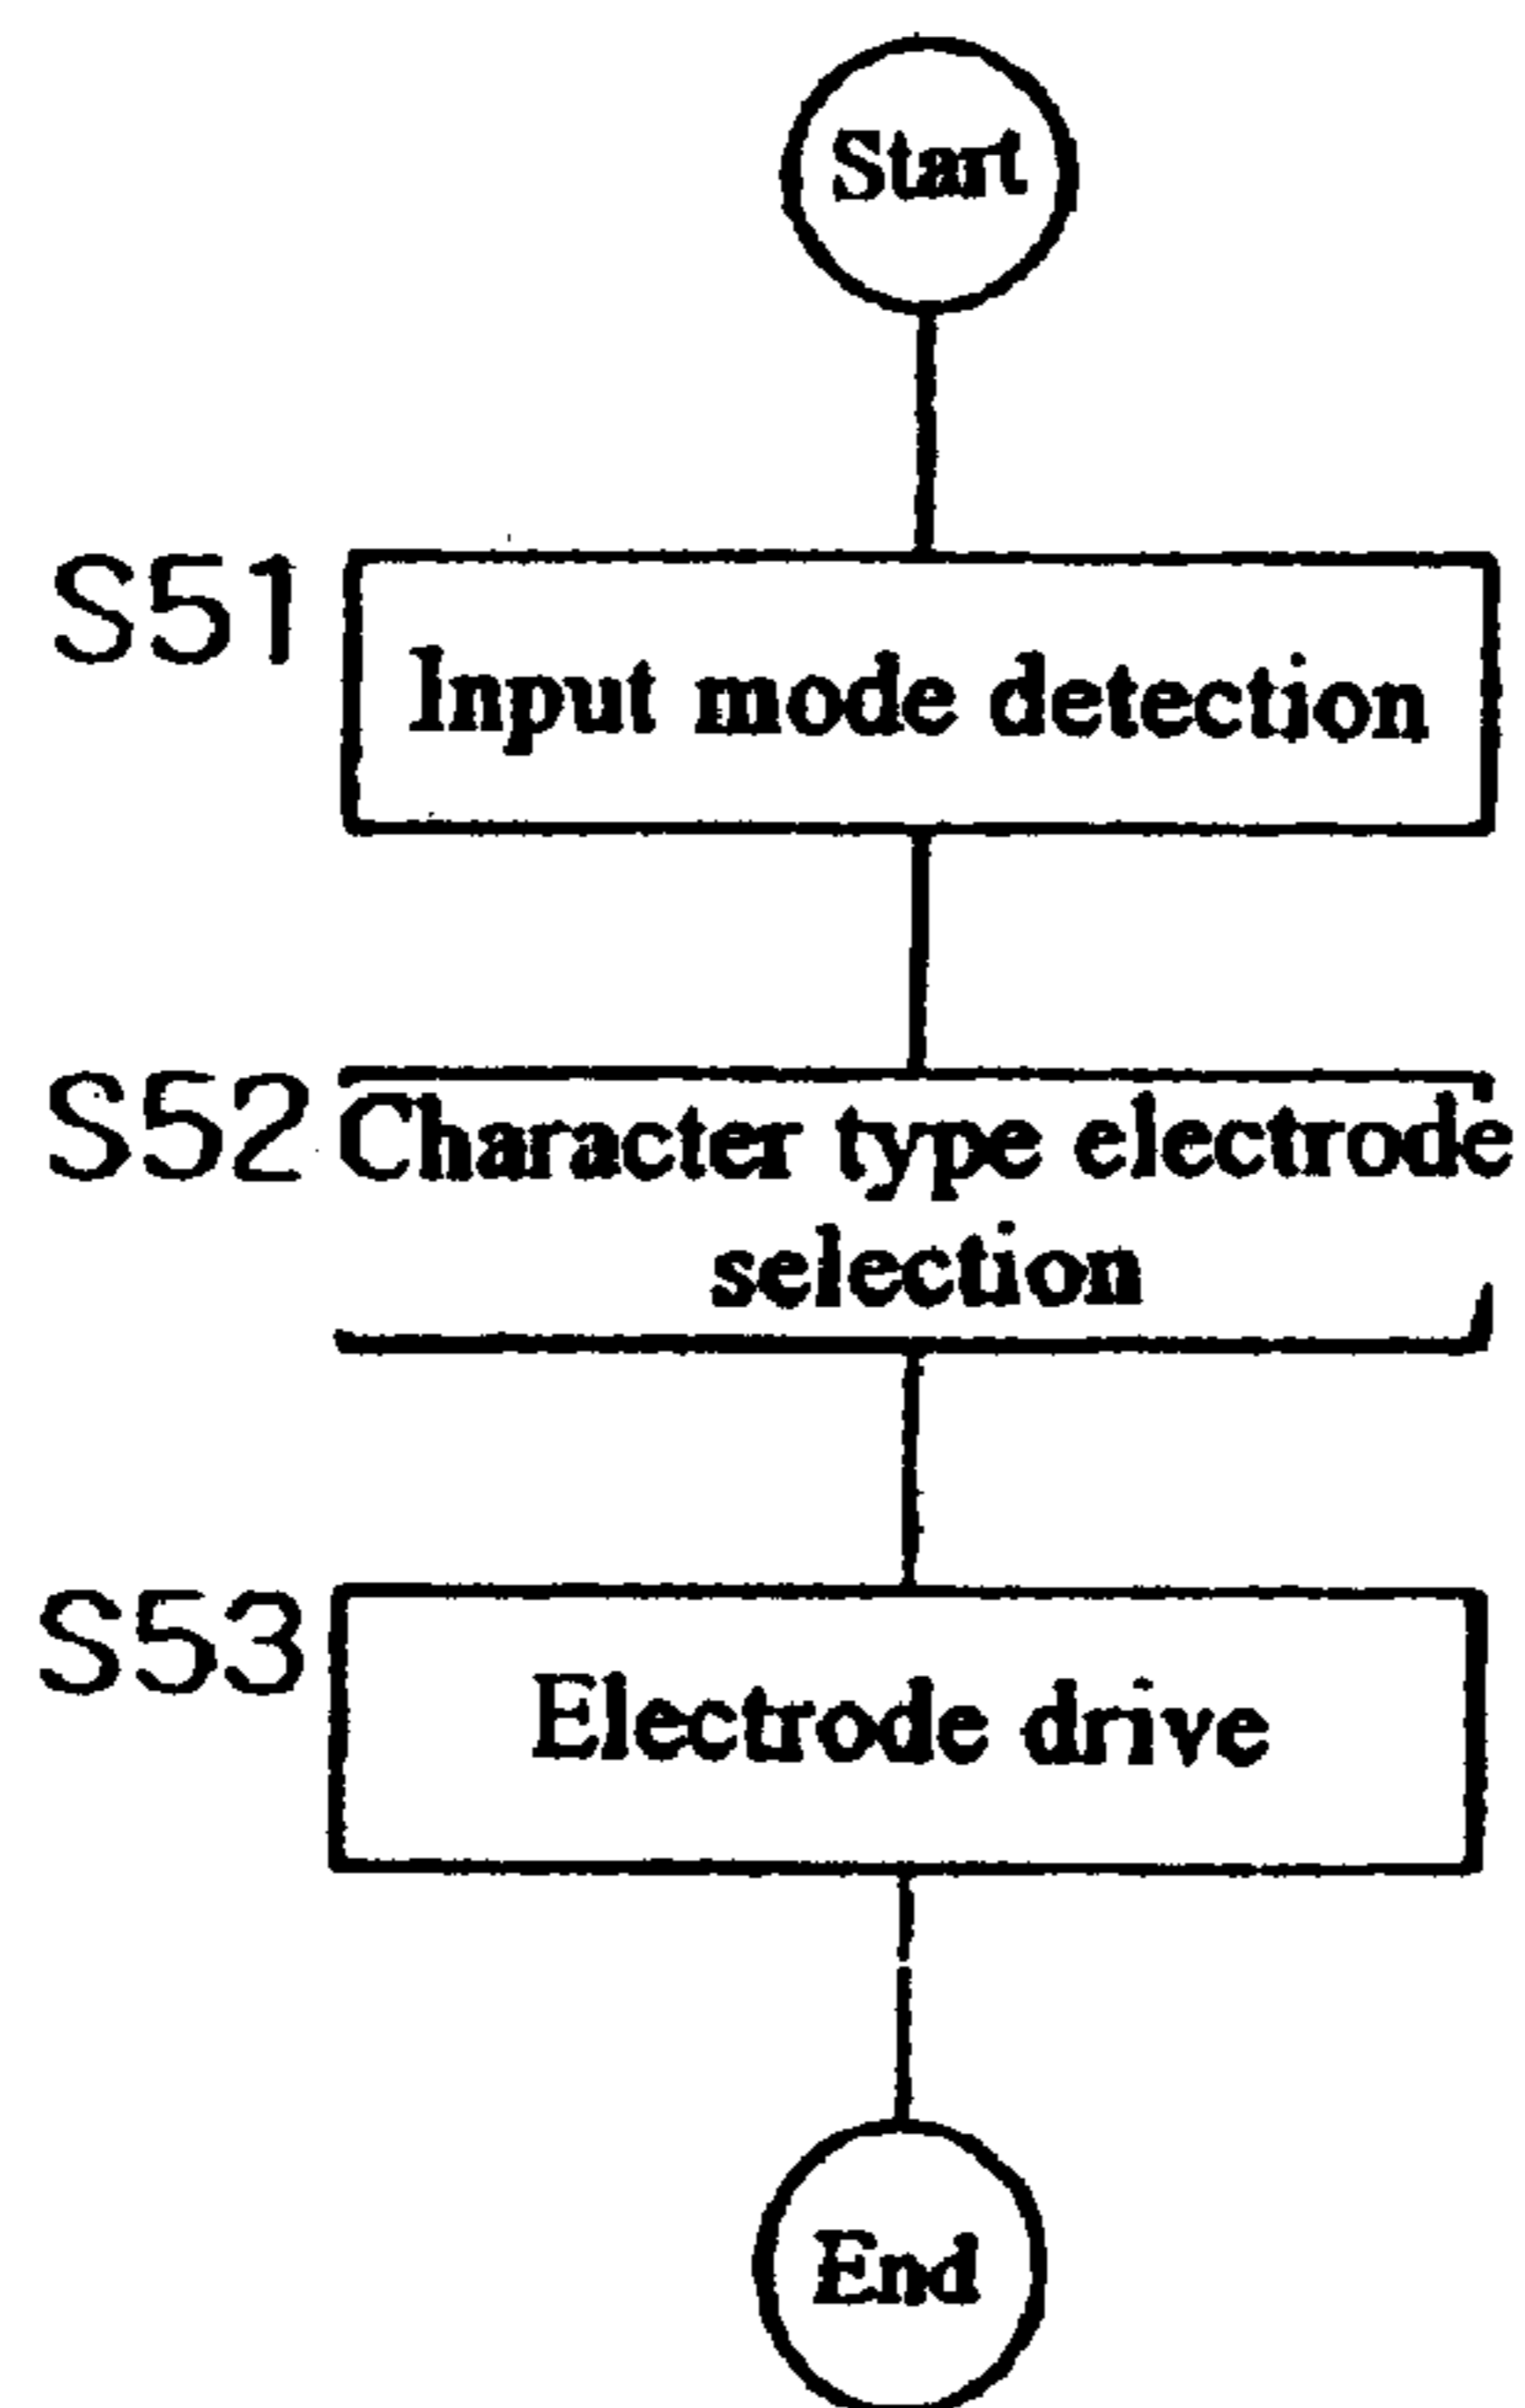 Start
S51
Input mode detection
S52
Character type electrode
selection
S53
Electrode drive
End